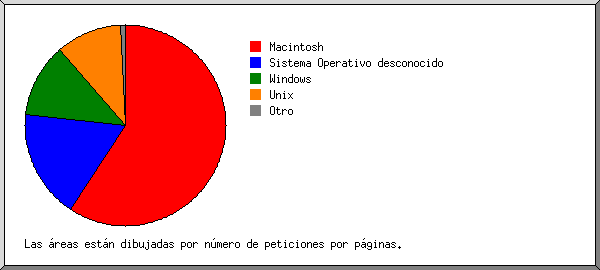 Macintosh
Sistema Operativo desconocido
Windows
Unix
Otro
Las áreas están dibujadas por número de peticiones por páginas.